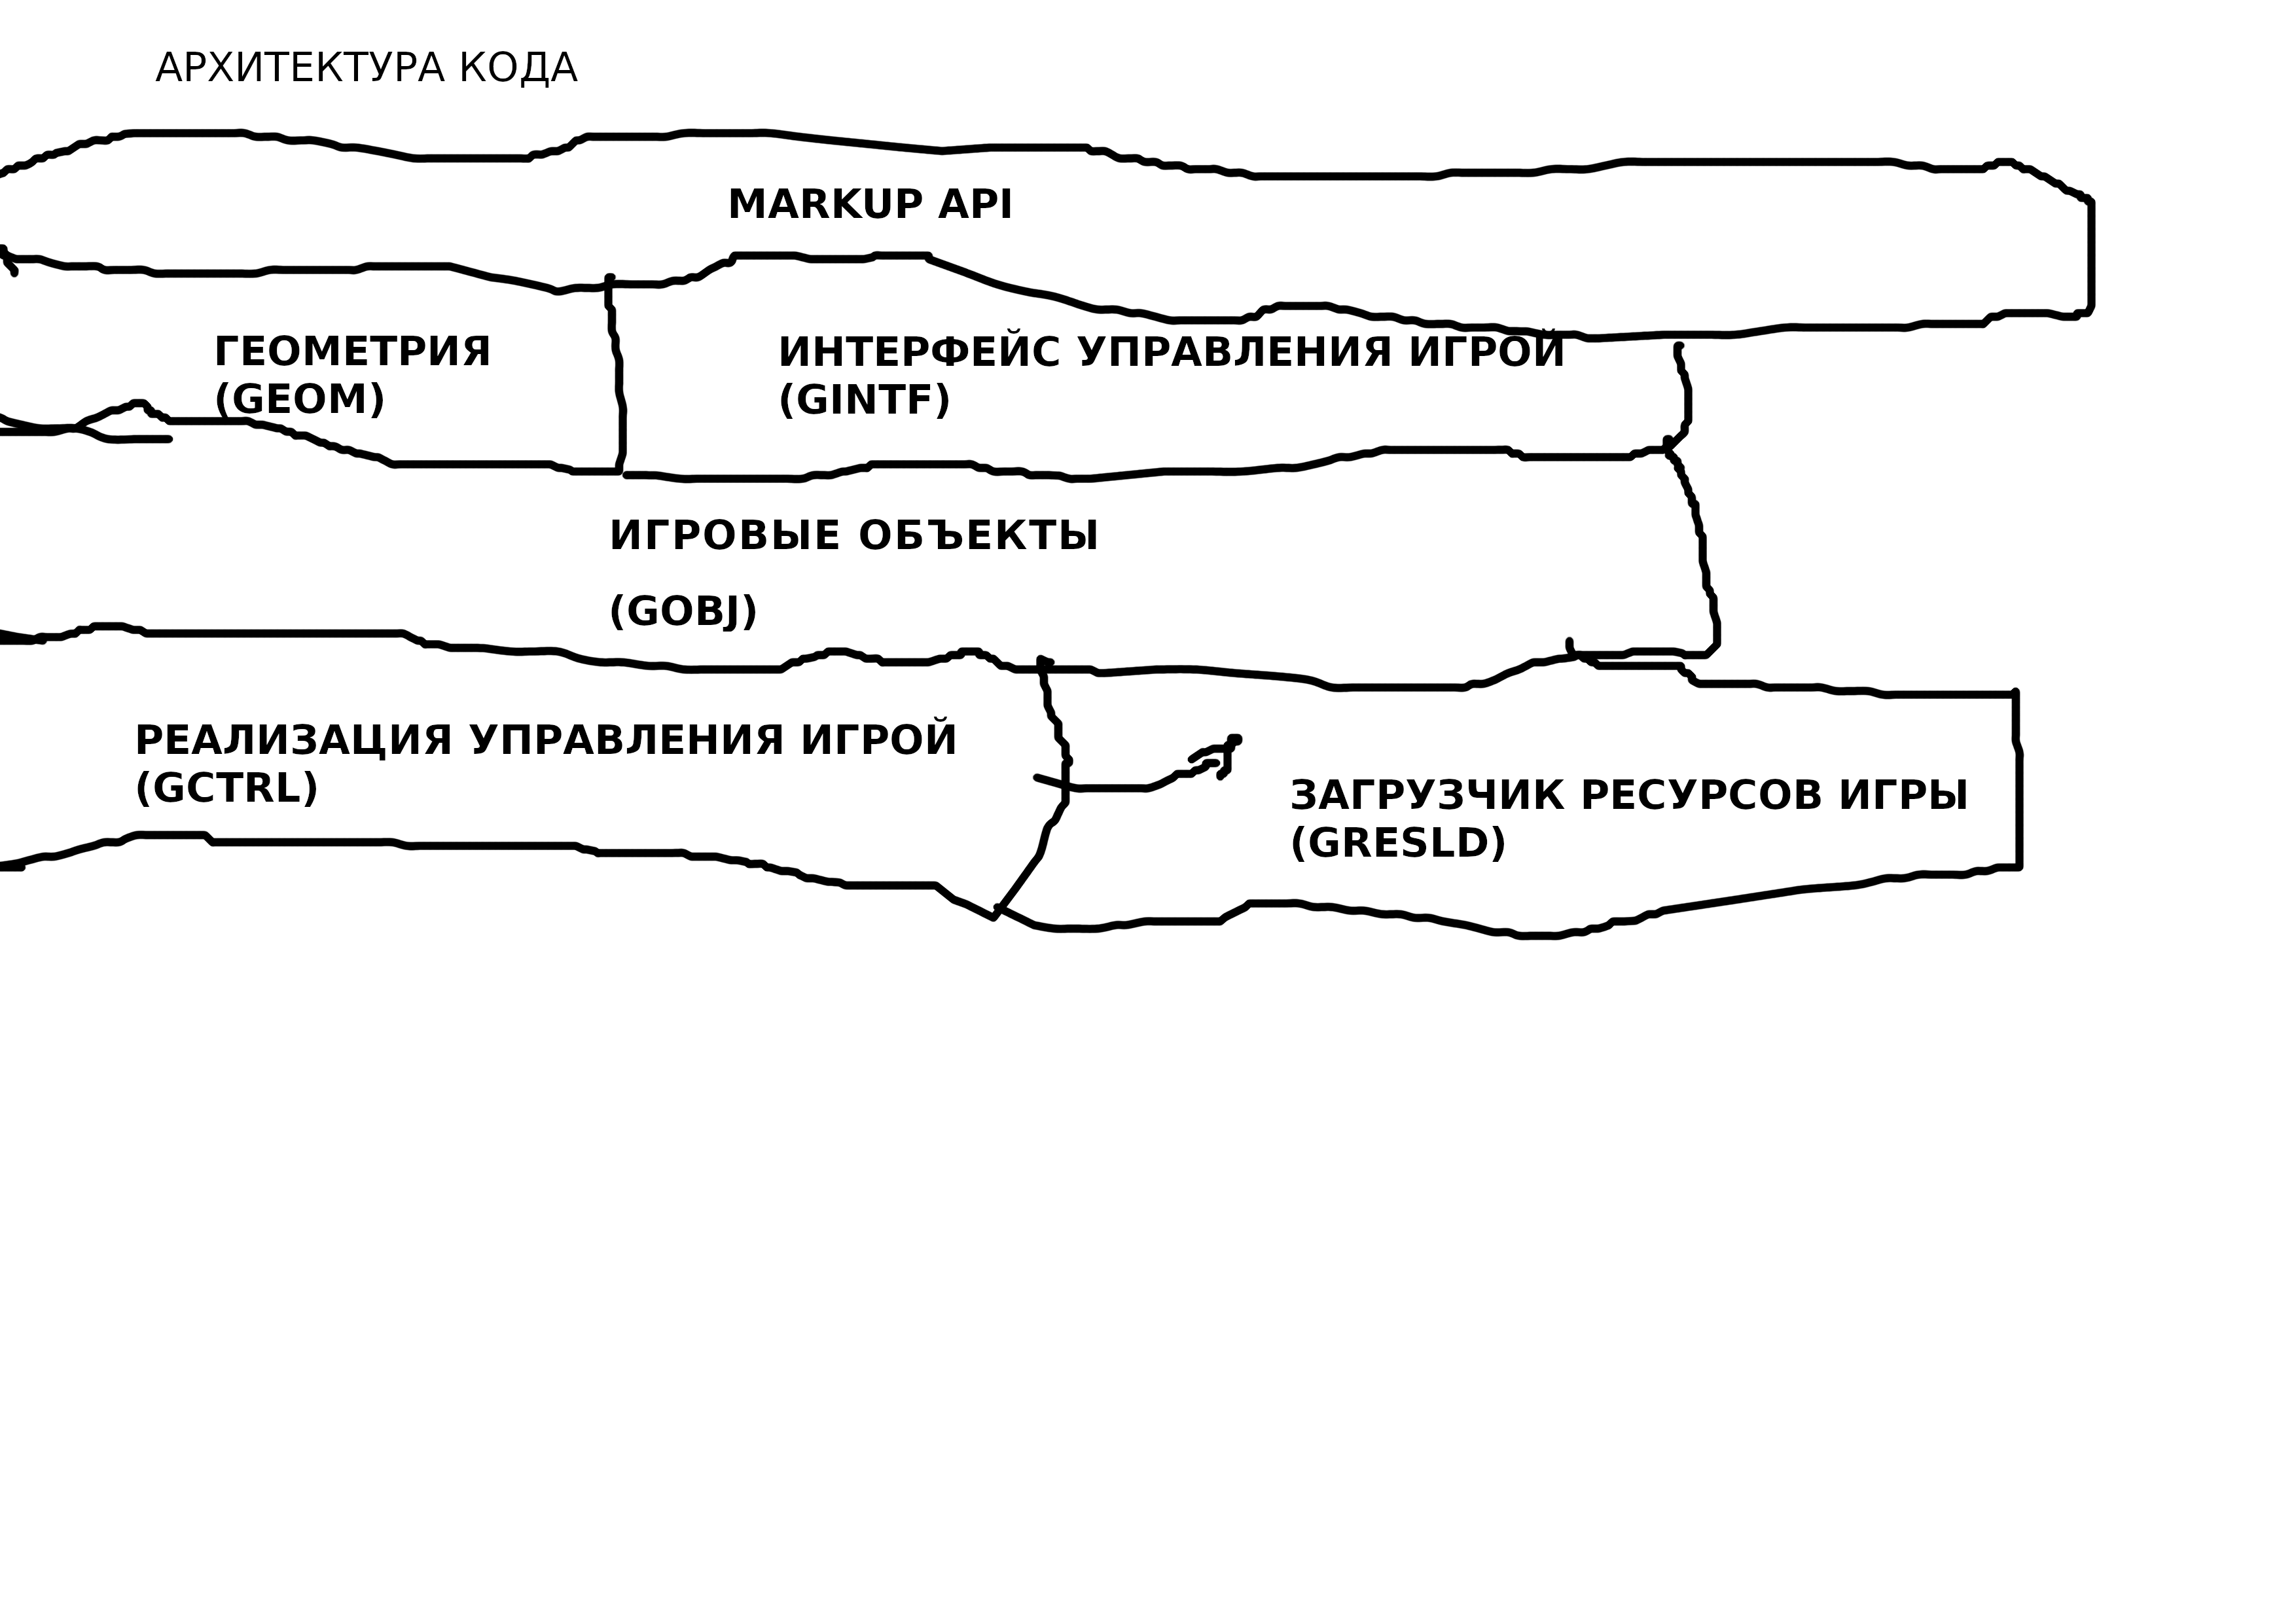 АРХИТЕКТУРА КОДА
MARKUP API
ГЕОМЕТРИЯ
(GEOM)
ИНТЕРФЕЙС УПРАВЛЕНИЯ ИГРОЙ
(GINTF)
ИГРОВЫЕ ОБЪЕКТЫ
(GOBJ)
РЕАЛИЗАЦИЯ УПРАВЛЕНИЯ ИГРОЙ
(GCTRL)
ЗАГРУЗЧИК РЕСУРСОВ ИГРЫ
(GRESLD)